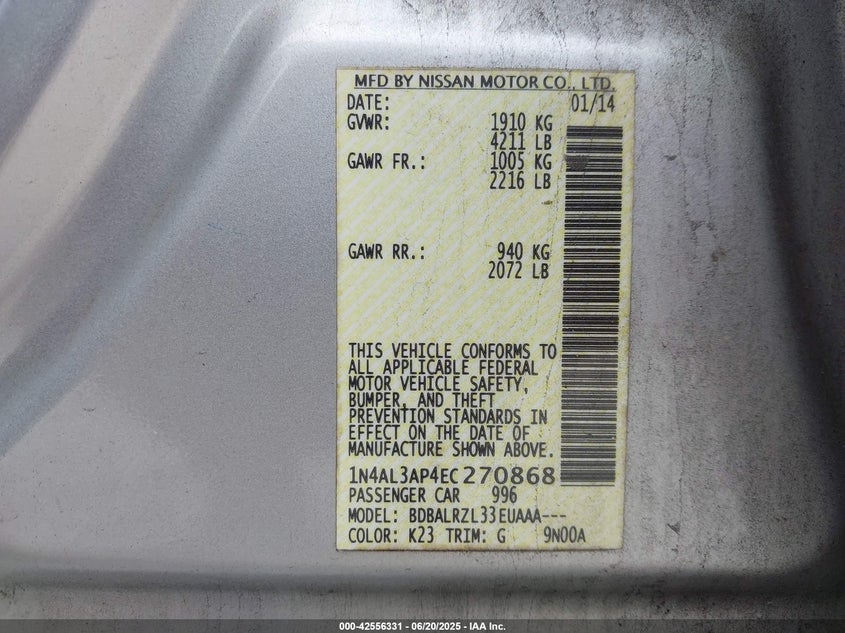 MFD BY NISSAN MOTOR CO., LTD.
DATE: 01/14
GVWR: 1910 KG
4211 LB
GAWR FR.: 1005 KG
2216 LB
GAWR RR.: 940 KG
2072 LB
THIS VEHICLE CONFORMS TO
ALL APPLICABLE FEDERAL
MOTOR VEHICLE SAFETY,
BUMPER, AND THEFT
PREVENTION STANDARDS IN
EFFECT ON THE DATE OF
MANUFACTURE SHOWN ABOVE.
1N4AL3AP4EC270868
PASSENGER CAR 996
MODEL: BDBALRZL33EUAAA---
COLOR: K23 TRIM: G 9N00A
000-42556331 - 06/20/2025 - IAA Inc.